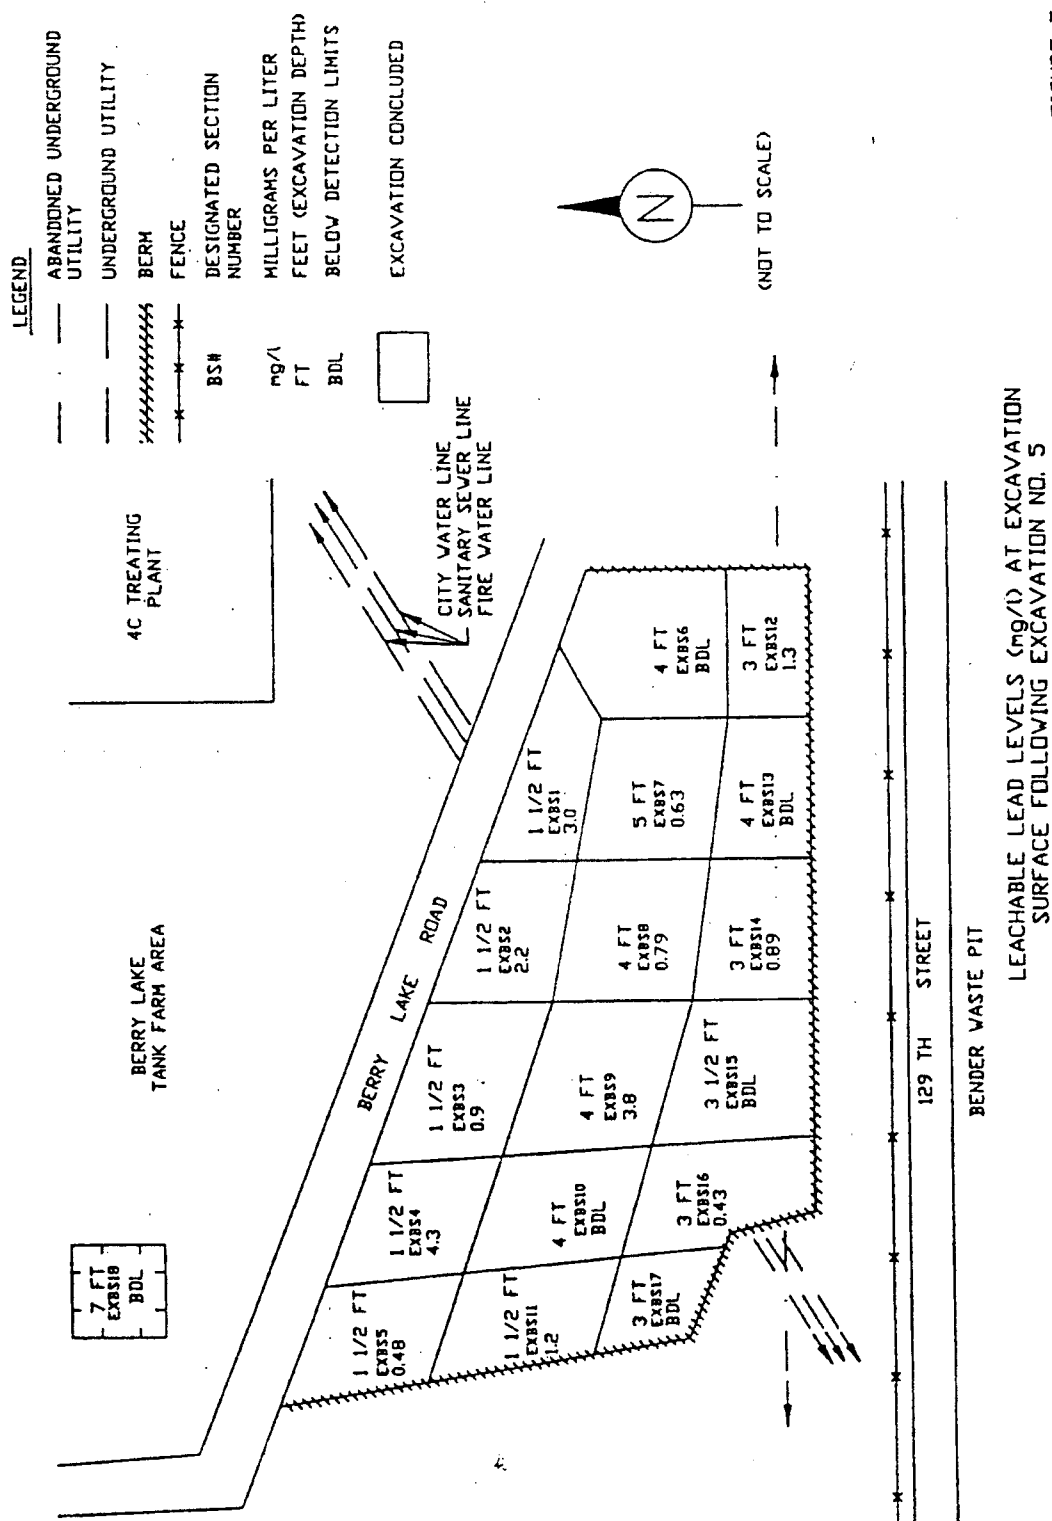 LEGEND
ABANDONED UNDERGROUND
UTILITY
UNDERGROUND UTILITY
BERM
FENCE
BS# DESIGNATED SECTION
NUMBER
mg/l MILLIGRAMS PER LITER
FT FEET (EXCAVATION DEPTH)
BDL BELOW DETECTION LIMITS
EXCAVATION CONCLUDED
N
(NOT TO SCALE)
4C TREATING
PLANT
CITY WATER LINE
SANITARY SEWER LINE
FIRE WATER LINE
BERRY LAKE
TANK FARM AREA
7 FT
EXBS18
BDL
BERRY LAKE ROAD
1 1/2 FT
EXBS5
0.48
1 1/2 FT
EXBS4
4.3
1 1/2 FT
EXBS3
0.9
1 1/2 FT
EXBS2
2.2
1 1/2 FT
EXBS1
3.0
1 1/2 FT
EXBS11
1.2
4 FT
EXBS10
BDL
4 FT
EXBS9
3.8
4 FT
EXBS8
0.79
5 FT
EXBS7
0.63
4 FT
EXBS6
BDL
3 FT
EXBS17
BDL
3 FT
EXBS16
0.43
3 1/2 FT
EXBS15
BDL
3 FT
EXBS14
0.89
4 FT
EXBS13
BDL
3 FT
EXBS12
1.3
129 TH STREET
BENDER WASTE PIT
LEACHABLE LEAD LEVELS (mg/l) AT EXCAVATION
SURFACE FOLLOWING EXCAVATION NO. 5